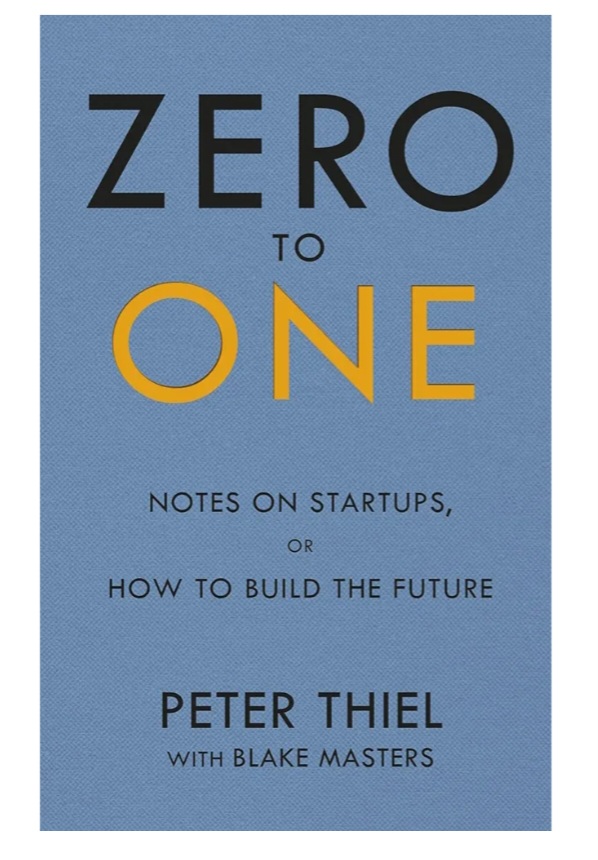 ZERO
TO
ONE
NOTES ON STARTUPS,
OR
HOW TO BUILD THE FUTURE
PETER THIEL
WITH BLAKE MASTERS